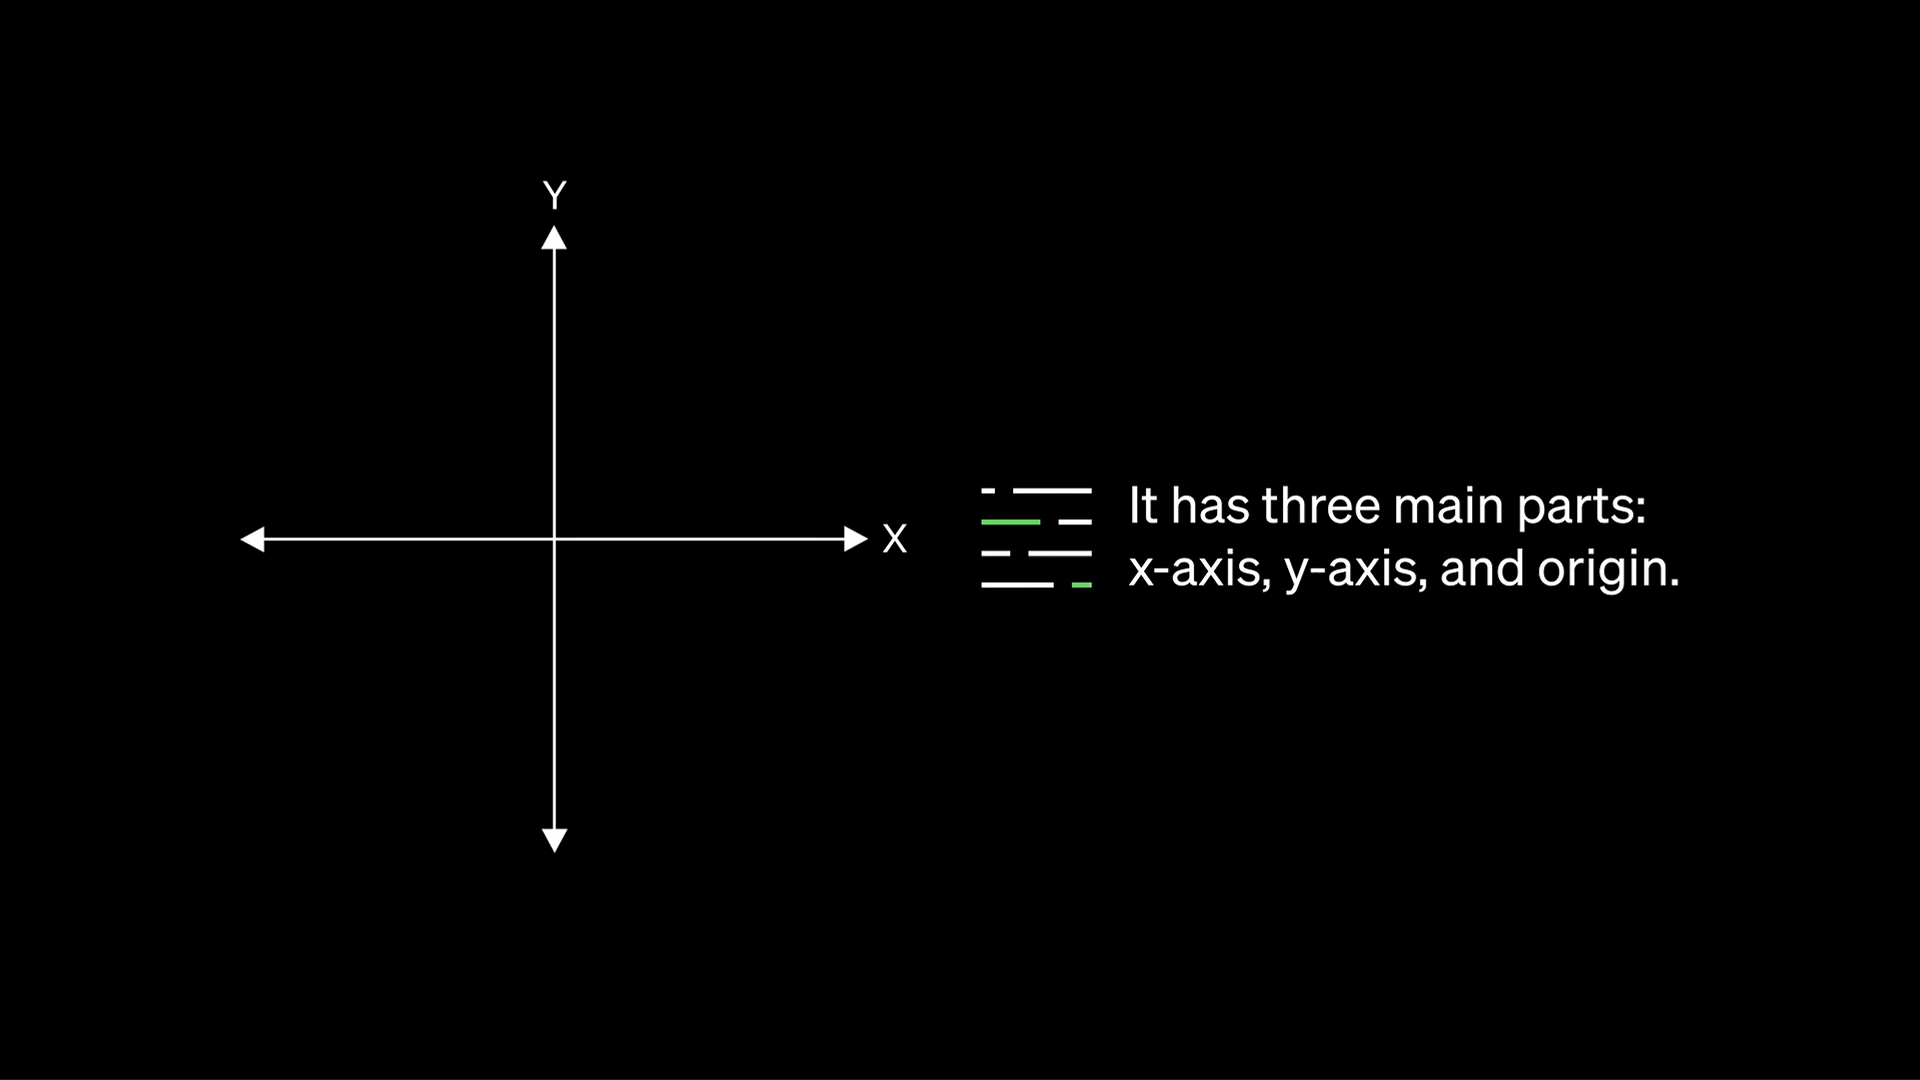 Y
X
It has three main parts:
x-axis, y-axis, and origin.